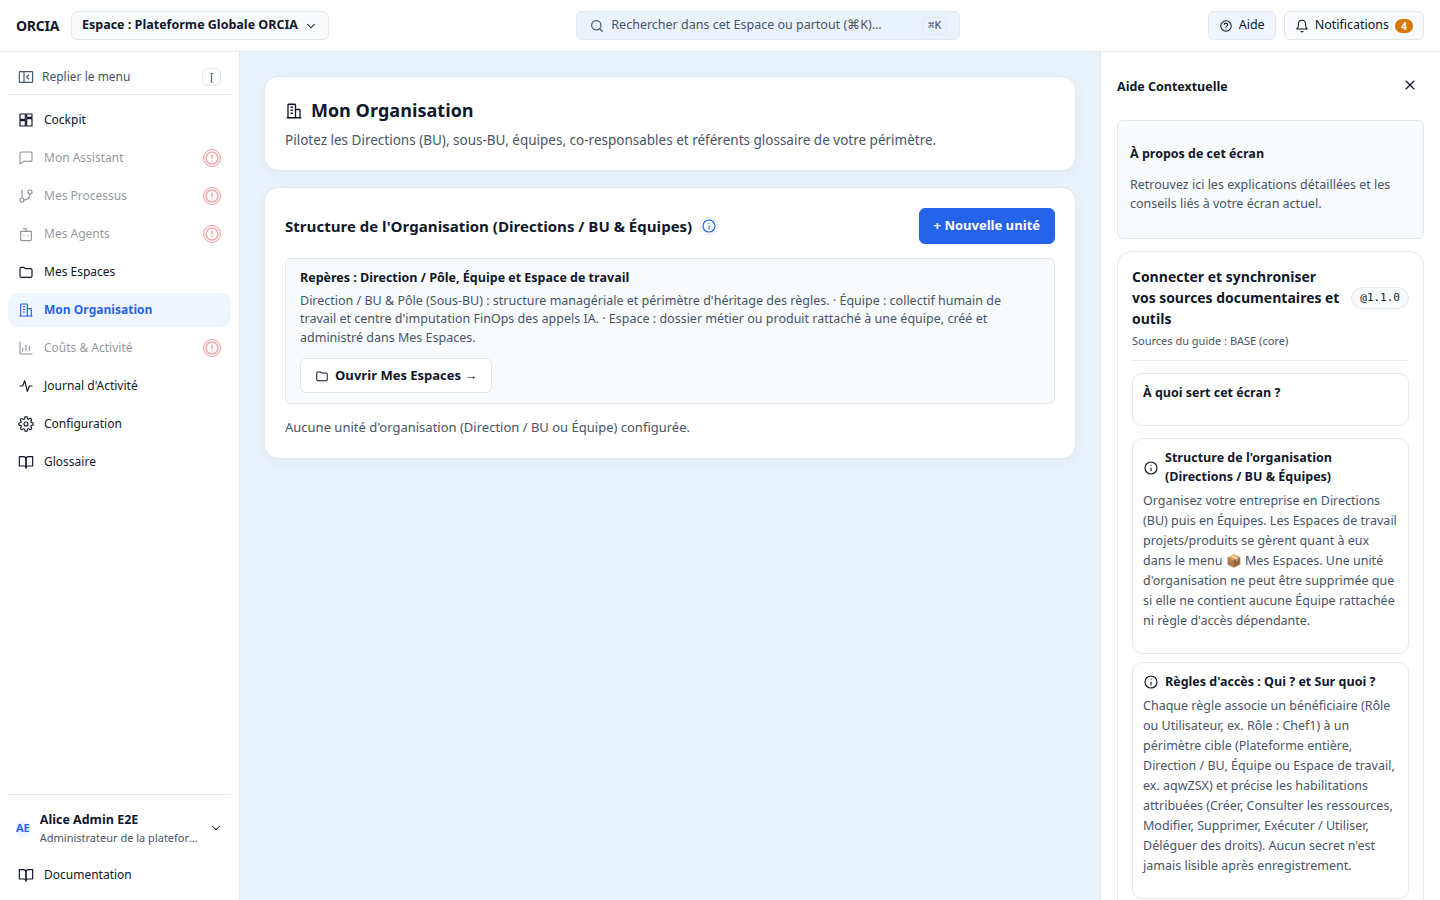 ORCIA
Espace : Plateforme Globale ORCIA
Rechercher dans cet Espace ou partout (⌘K)...
⌘K
Aide
Notifications 4
Replier le menu [
Cockpit
Mon Assistant
Mes Processus
Mes Agents
Mes Espaces
Mon Organisation
Coûts & Activité
Journal d'Activité
Configuration
Glossaire
AE
Alice Admin E2E
Administrateur de la platefor...
Documentation
Mon Organisation
Pilotez les Directions (BU), sous-BU, équipes, co-responsables et référents glossaire de votre périmètre.
Structure de l'Organisation (Directions / BU & Équipes)
+ Nouvelle unité
Repères : Direction / Pôle, Équipe et Espace de travail
Direction / BU & Pôle (Sous-BU) : structure managériale et périmètre d'héritage des règles. · Équipe : collectif humain de
travail et centre d'imputation FinOps des appels IA. · Espace : dossier métier ou produit rattaché à une équipe, créé et
administré dans Mes Espaces.
Ouvrir Mes Espaces →
Aucune unité d'organisation (Direction / BU ou Équipe) configurée.
Aide Contextuelle
À propos de cet écran
Retrouvez ici les explications détaillées et les
conseils liés à votre écran actuel.
Connecter et synchroniser
vos sources documentaires et
outils
@1.1.0
Sources du guide : BASE (core)
À quoi sert cet écran ?
Structure de l'organisation
(Directions / BU & Équipes)
Organisez votre entreprise en Directions
(BU) puis en Équipes. Les Espaces de travail
projets/produits se gèrent quant à eux
dans le menu 📦 Mes Espaces. Une unité
d'organisation ne peut être supprimée que
si elle ne contient aucune Équipe rattachée
ni règle d'accès dépendante.
Règles d'accès : Qui ? et Sur quoi ?
Chaque règle associe un bénéficiaire (Rôle
ou Utilisateur, ex. Rôle : Chef1) à un
périmètre cible (Plateforme entière,
Direction / BU, Équipe ou Espace de travail,
ex. aqwZSX) et précise les habilitations
attribuées (Créer, Consulter les ressources,
Modifier, Supprimer, Exécuter / Utiliser,
Déléguer des droits). Aucun secret n'est
jamais lisible après enregistrement.